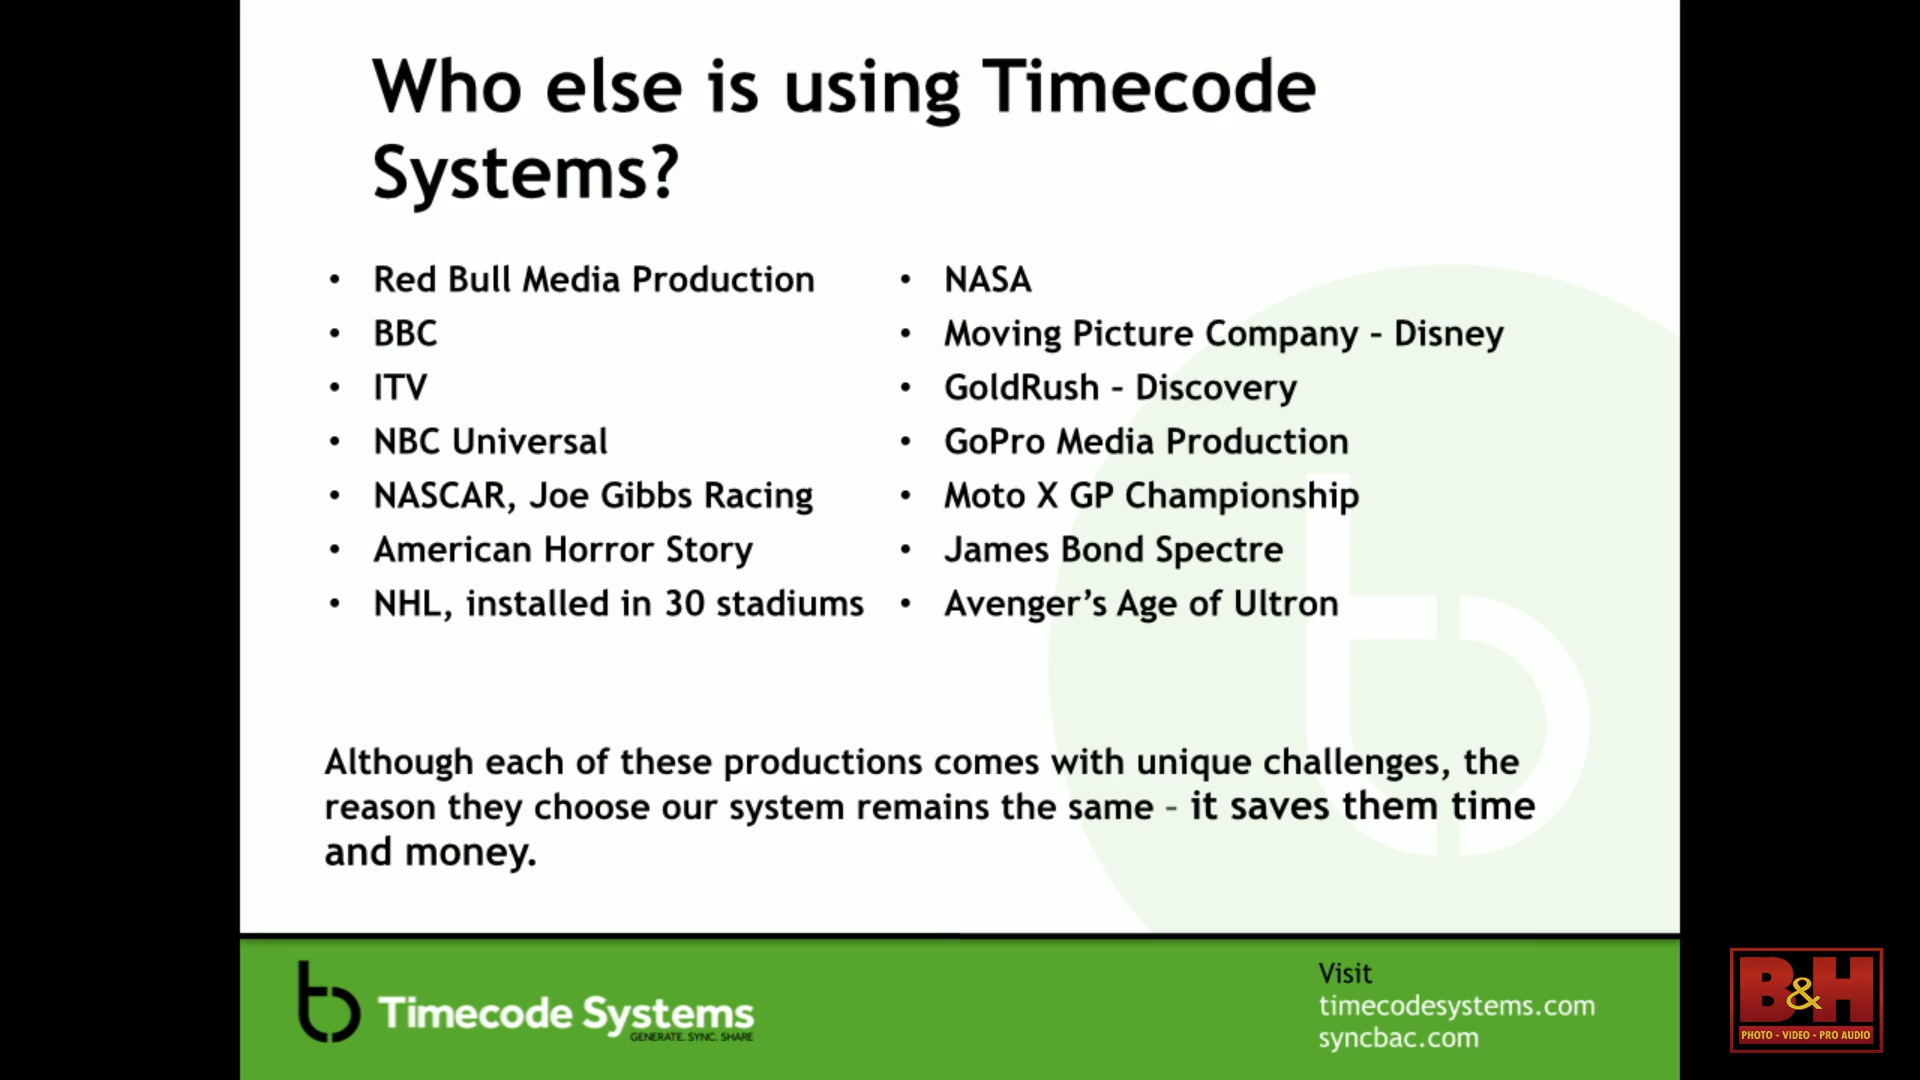 Who else is using Timecode
Systems?
• Red Bull Media Production
• BBC
• ITV
• NBC Universal
• NASCAR, Joe Gibbs Racing
• American Horror Story
• NHL, installed in 30 stadiums
• NASA
• Moving Picture Company – Disney
• GoldRush – Discovery
• GoPro Media Production
• Moto X GP Championship
• James Bond Spectre
• Avenger’s Age of Ultron
Although each of these productions comes with unique challenges, the
reason they choose our system remains the same – it saves them time
and money.
Timecode Systems
GENERATE. SYNC. SHARE
Visit
timecodesystems.com
syncbac.com
B&H
PHOTO - VIDEO - PRO AUDIO